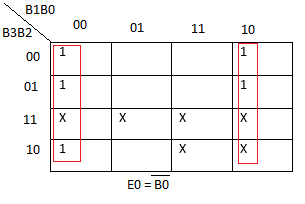 B1B0
B3B2
00 01 11 10
00 1 1
01 1 1
11 X X X X
10 1 X X
E0 = B0